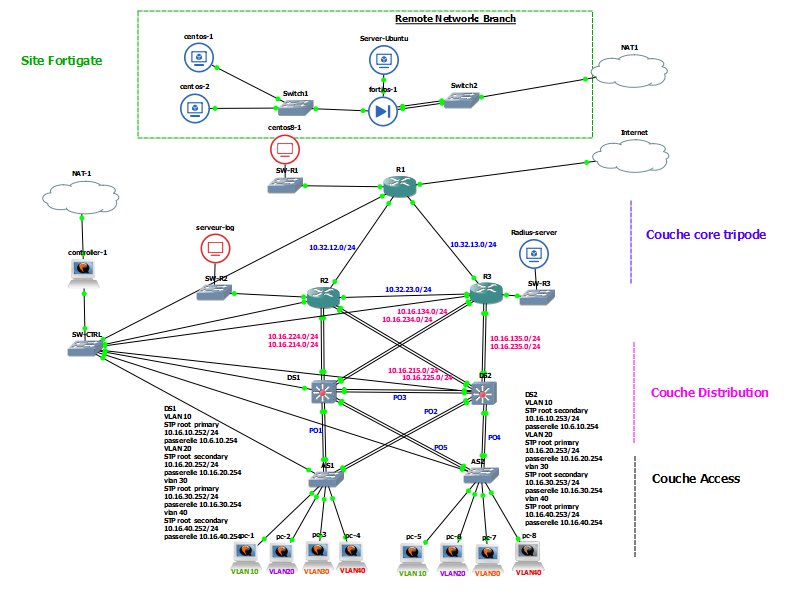 Remote Network: Branch
Site Fortigate
centos-1
Server-Ubuntu
NAT1
centos-2
Switch1
fortios-1
Switch2
centos8-1
Internet
SW-R1
R1
NAT-1
serveur-log
10.32.12.0/24
10.32.13.0/24
Radius-server
Couche core tripode
controller-1
SW-R2
R2
10.32.23.0/24
R3
SW-R3
10.16.134.0/24
10.16.234.0/24
SW-CTRL
10.16.224.0/24
10.16.214.0/24
10.16.135.0/24
10.16.235.0/24
10.16.215.0/24
10.16.225.0/24
DS1
DS2
PO3
Couche Distribution
PO2
PO1
PO4
PO5
DS1
VLAN 10
STP root primary
10.16.10.252/24
passerelle 10.6.10.254
VLAN 20
STP root secondary
10.16.20.252/24
passerelle 10.16.20.254
vlan 30
STP root primary
10.16.30.252/24
passerelle 10.16.30.254
vlan 40
STP root secondary
10.16.40.252/24
passerelle 10.16.40.254
DS2
VLAN 10
STP root secondary
10.16.10.253/24
passerelle 10.6.10.254
VLAN 20
STP root primary
10.16.20.253/24
passerelle 10.16.20.254
vlan 30
STP root secondary
10.16.30.253/24
passerelle 10.16.30.254
vlan 40
STP root primary
10.16.40.253/24
passerelle 10.16.40.254
AS1
AS2
Couche Access
pc-1
pc-2
pc-3
pc-4
pc-5
pc-6
pc-7
pc-8
VLAN 10
VLAN20
VLAN30
VLAN40
VLAN 10
VLAN20
VLAN30
VLAN40